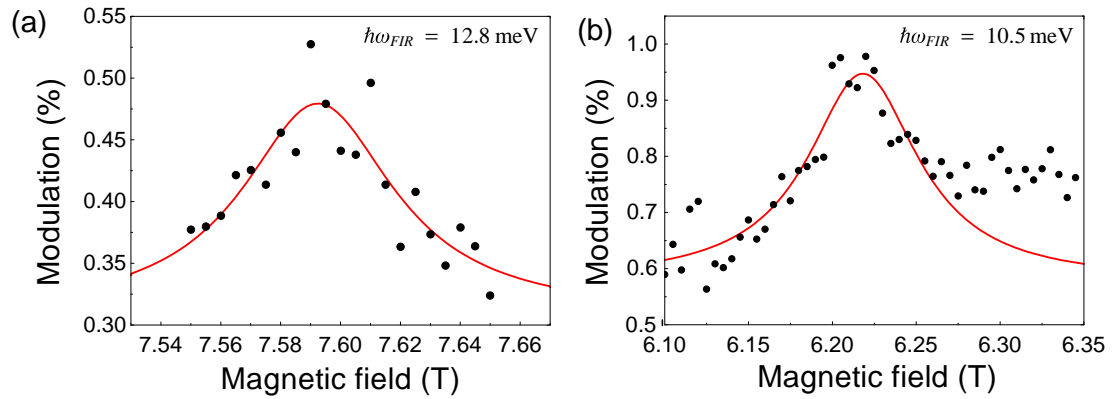 (a)
ħω_FIR = 12.8 meV
Modulation (%)
0.55
0.50
0.45
0.40
0.35
0.30
7.54 7.56 7.58 7.60 7.62 7.64 7.66
Magnetic field (T)
(b)
ħω_FIR = 10.5 meV
Modulation (%)
1.0
0.9
0.8
0.7
0.6
0.5
6.10 6.15 6.20 6.25 6.30 6.35
Magnetic field (T)